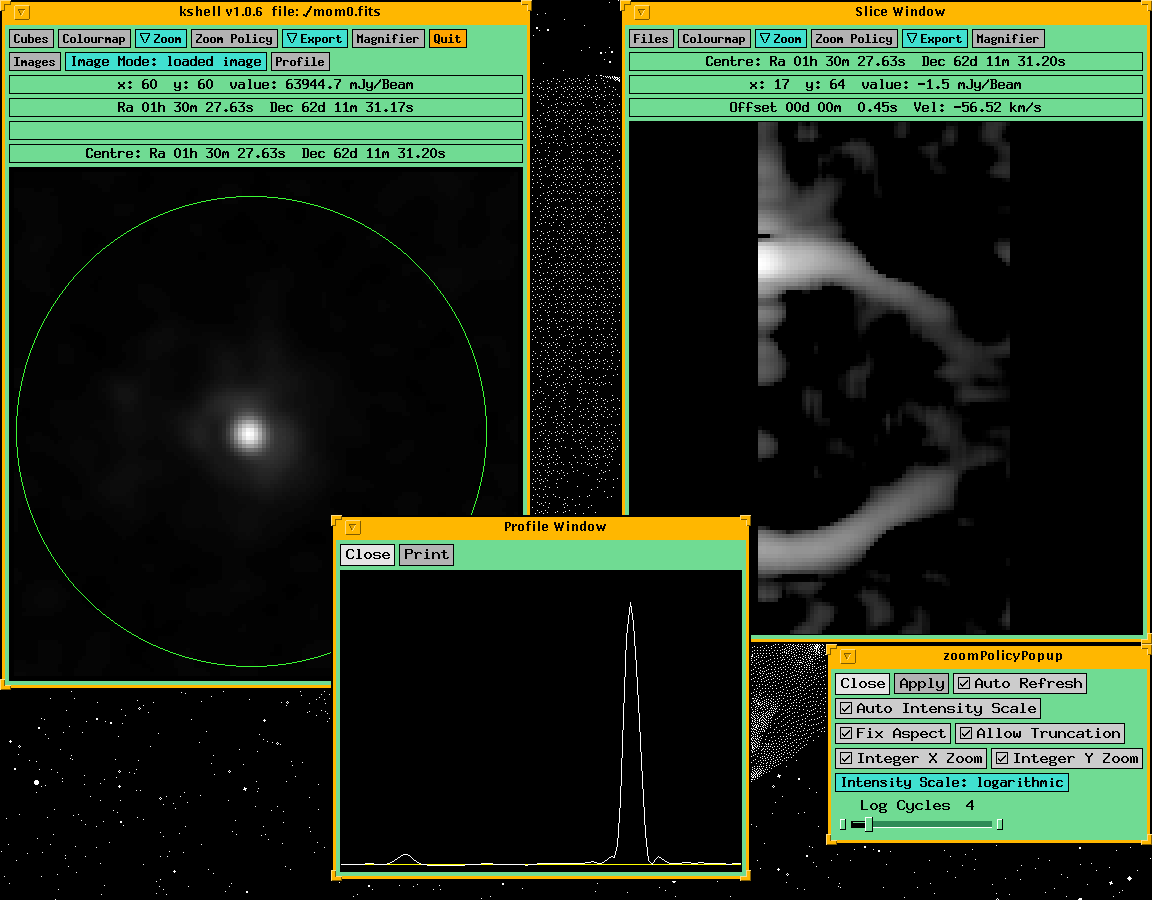 kshell v1.0.6 file: ./mom0.fits
Cubes Colourmap ▽ Zoom Zoom Policy ▽ Export Magnifier Quit
Images Image Mode: loaded image Profile
x: 60 y: 60 value: 63944.7 mJy/Beam
Ra 01h 30m 27.63s Dec 62d 11m 31.17s
Centre: Ra 01h 30m 27.63s Dec 62d 11m 31.20s
Slice Window
Files Colourmap ▽ Zoom Zoom Policy ▽ Export Magnifier
Centre: Ra 01h 30m 27.63s Dec 62d 11m 31.20s
x: 17 y: 64 value: -1.5 mJy/Beam
Offset 00d 00m 0.45s Vel: -56.52 km/s
Profile Window
Close Print
zoomPolicyPopup
Close Apply Auto Refresh
Auto Intensity Scale
Fix Aspect Allow Truncation
Integer X Zoom Integer Y Zoom
Intensity Scale: logarithmic
Log Cycles 4